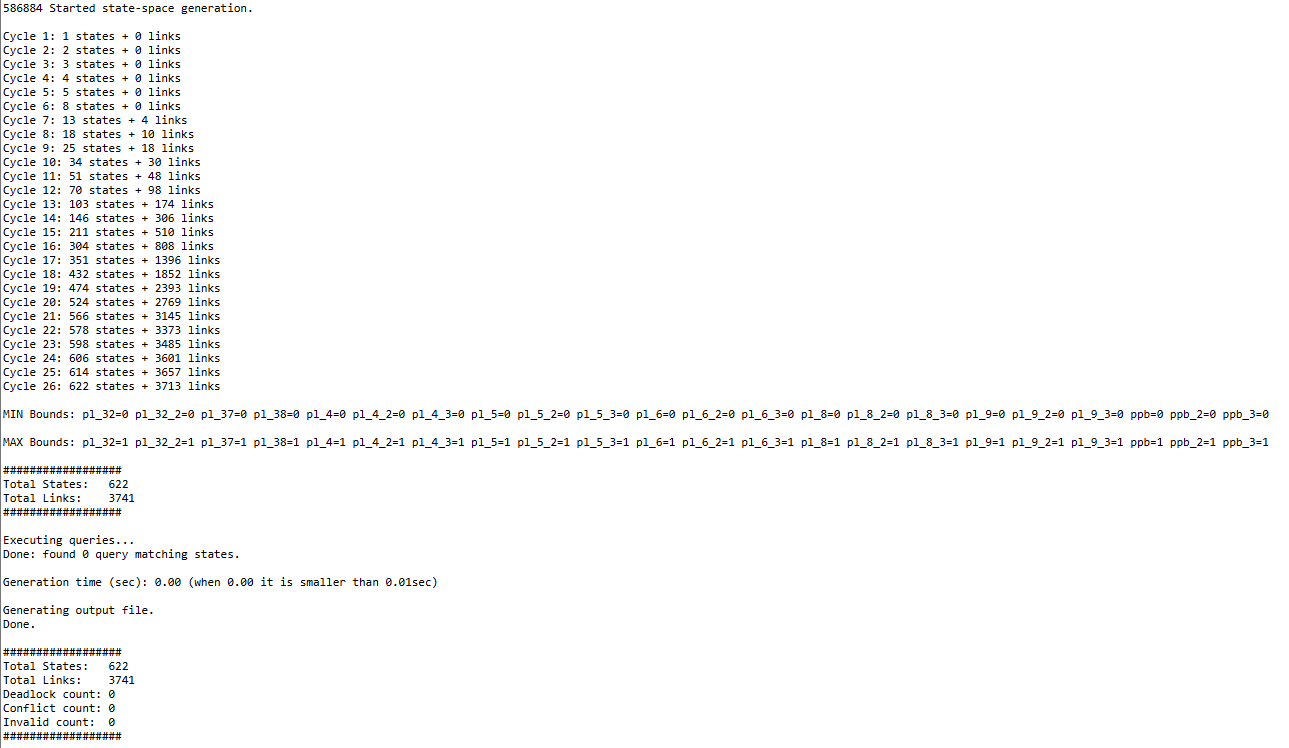 586884 Started state-space generation.
Cycle 1: 1 states + 0 links
Cycle 2: 2 states + 0 links
Cycle 3: 3 states + 0 links
Cycle 4: 4 states + 0 links
Cycle 5: 5 states + 0 links
Cycle 6: 8 states + 0 links
Cycle 7: 13 states + 4 links
Cycle 8: 18 states + 10 links
Cycle 9: 25 states + 18 links
Cycle 10: 34 states + 30 links
Cycle 11: 51 states + 48 links
Cycle 12: 70 states + 98 links
Cycle 13: 103 states + 174 links
Cycle 14: 146 states + 306 links
Cycle 15: 211 states + 510 links
Cycle 16: 304 states + 808 links
Cycle 17: 351 states + 1396 links
Cycle 18: 432 states + 1852 links
Cycle 19: 474 states + 2393 links
Cycle 20: 524 states + 2769 links
Cycle 21: 566 states + 3145 links
Cycle 22: 578 states + 3373 links
Cycle 23: 598 states + 3485 links
Cycle 24: 606 states + 3601 links
Cycle 25: 614 states + 3657 links
Cycle 26: 622 states + 3713 links
MIN Bounds: pl_32=0 pl_32_2=0 pl_37=0 pl_38=0 pl_4=0 pl_4_2=0 pl_4_3=0 pl_5=0 pl_5_2=0 pl_5_3=0 pl_6=0 pl_6_2=0 pl_6_3=0 pl_8=0 pl_8_2=0 pl_8_3=0 pl_9=0 pl_9_2=0 pl_9_3=0 ppb=0 ppb_2=0 ppb_3=0
MAX Bounds: pl_32=1 pl_32_2=1 pl_37=1 pl_38=1 pl_4=1 pl_4_2=1 pl_4_3=1 pl_5=1 pl_5_2=1 pl_5_3=1 pl_6=1 pl_6_2=1 pl_6_3=1 pl_8=1 pl_8_2=1 pl_8_3=1 pl_9=1 pl_9_2=1 pl_9_3=1 ppb=1 ppb_2=1 ppb_3=1
##################
Total States:   622
Total Links:    3741
##################
Executing queries...
Done: found 0 query matching states.
Generation time (sec): 0.00 (when 0.00 it is smaller than 0.01sec)
Generating output file.
Done.
##################
Total States:   622
Total Links:    3741
Deadlock count: 0
Conflict count: 0
Invalid count:  0
##################